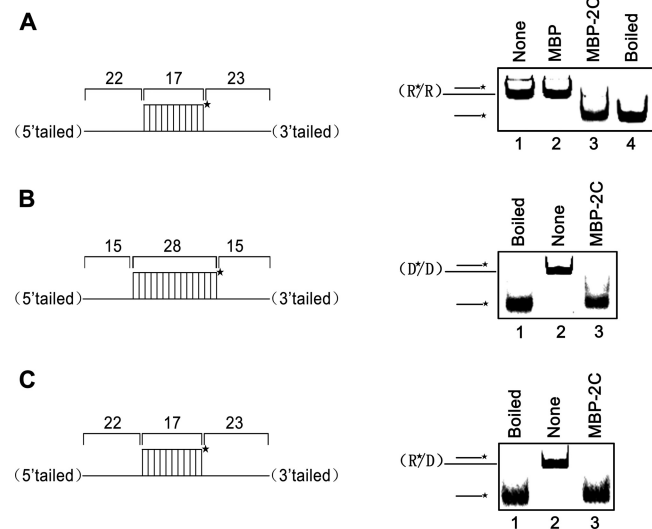 A
22 17 23
(5'tailed) (3'tailed)
None MBP MBP-2C Boiled
(R*/R)
1 2 3 4
B
15 28 15
(5'tailed) (3'tailed)
Boiled None MBP-2C
(D*/D)
1 2 3
C
22 17 23
(5'tailed) (3'tailed)
Boiled None MBP-2C
(R*/D)
1 2 3